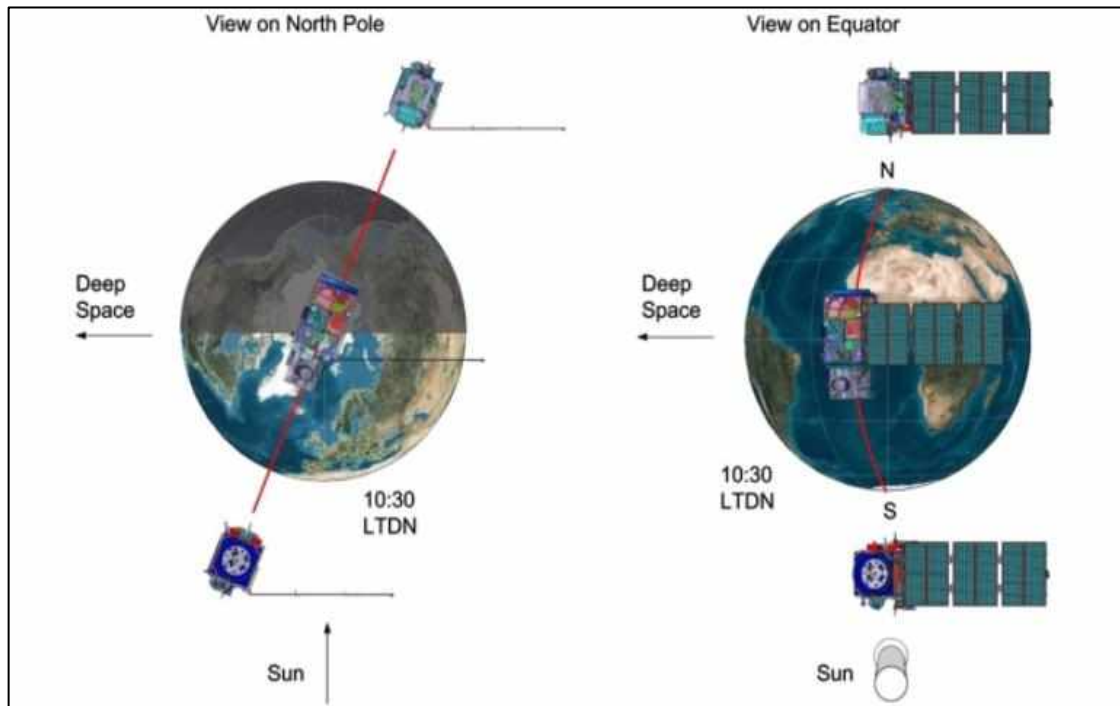 View on North Pole
Deep
Space
10:30
LTDN
Sun
View on Equator
N
Deep
Space
10:30
LTDN
S
Sun